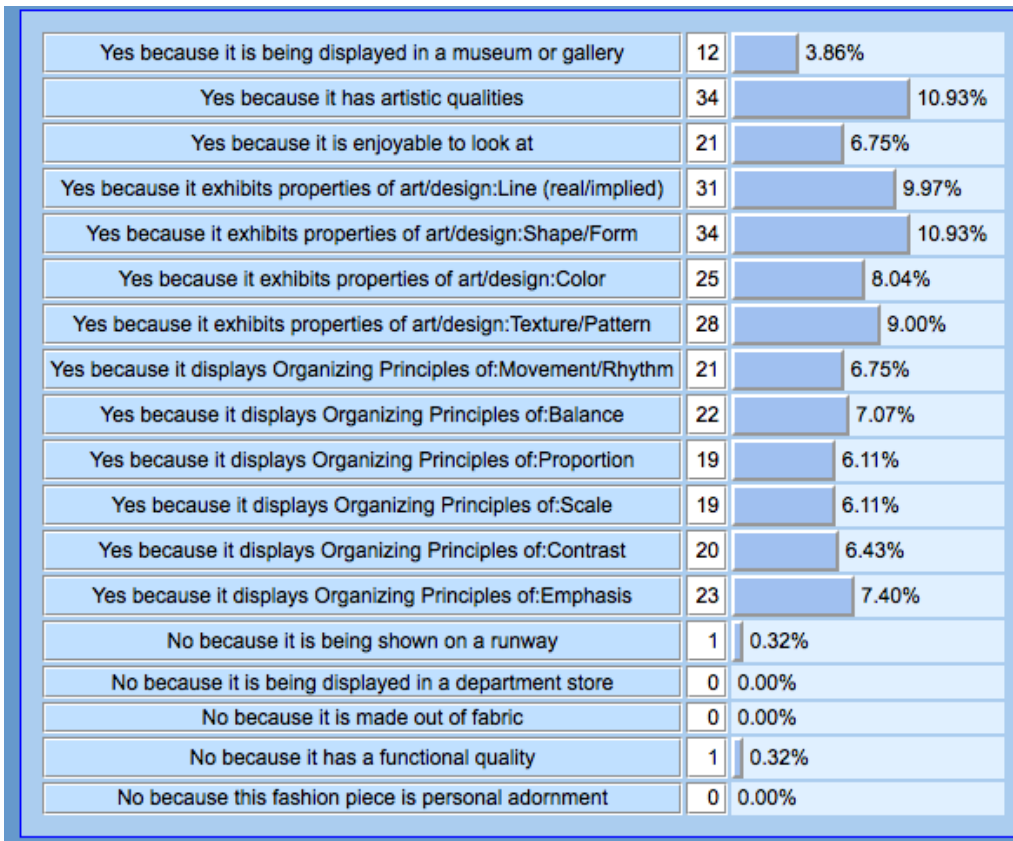 Yes because it is being displayed in a museum or gallery 12 3.86%
Yes because it has artistic qualities 34 10.93%
Yes because it is enjoyable to look at 21 6.75%
Yes because it exhibits properties of art/design:Line (real/implied) 31 9.97%
Yes because it exhibits properties of art/design:Shape/Form 34 10.93%
Yes because it exhibits properties of art/design:Color 25 8.04%
Yes because it exhibits properties of art/design:Texture/Pattern 28 9.00%
Yes because it displays Organizing Principles of:Movement/Rhythm 21 6.75%
Yes because it displays Organizing Principles of:Balance 22 7.07%
Yes because it displays Organizing Principles of:Proportion 19 6.11%
Yes because it displays Organizing Principles of:Scale 19 6.11%
Yes because it displays Organizing Principles of:Contrast 20 6.43%
Yes because it displays Organizing Principles of:Emphasis 23 7.40%
No because it is being shown on a runway 1 0.32%
No because it is being displayed in a department store 0 0.00%
No because it is made out of fabric 0 0.00%
No because it has a functional quality 1 0.32%
No because this fashion piece is personal adornment 0 0.00%